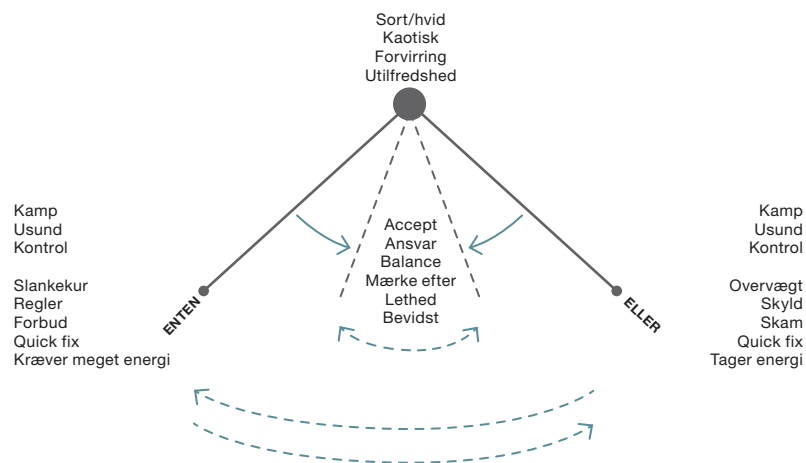 Sort/hvid
Kaotisk
Forvirring
Utilfredshed
Kamp
Usund
Kontrol
Slankekur
Regler
Forbud
Quick fix
Kræver meget energi
ENTEN
Accept
Ansvar
Balance
Mærke efter
Lethed
Bevidst
ELLER
Kamp
Usund
Kontrol
Overvægt
Skyld
Skam
Quick fix
Tager energi